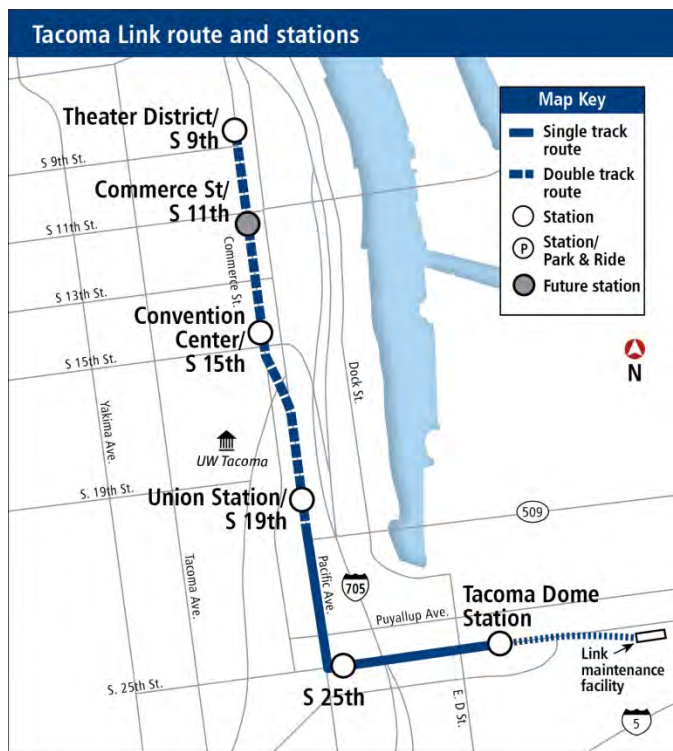 Tacoma Link route and stations
Theater District/
S 9th
S 9th St.
Commerce St/
S 11th
S 11th St.
Commerce St.
S 13th St.
Convention
Center/
S 15th
S 15th St.
Dock St.
Yakima Ave.
UW Tacoma
S. 19th St.
Union Station/
S 19th
509
Tacoma Ave.
Pacific Ave.
705
Puyallup Ave.
Tacoma Dome
Station
Link
maintenance
facility
S. 25th St.
S 25th
E. D St.
5
Map Key
Single track
route
Double track
route
Station
P
Station/
Park & Ride
Future station
N